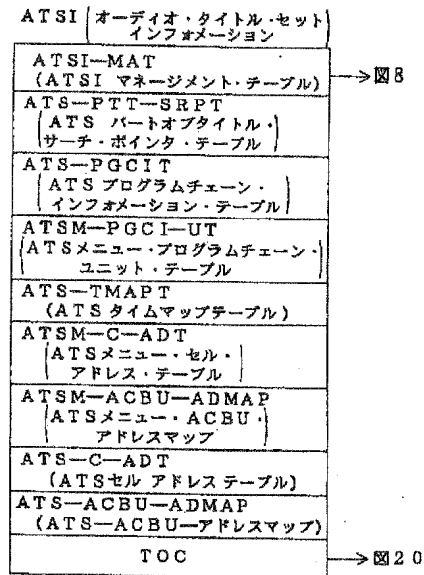 ATSI(オーディオ・タイトル・セット
インフォメーション)
ATSI—MAT
(ATSI マネージメント・テーブル)
→図8
ATS—PTT—SRPT
(ATS パートオブタイトル・
サーチ・ポインタ・テーブル)
ATS—PGCIT
(ATSプログラムチェーン・
インフォメーション・テーブル)
ATSM—PGCI—UT
(ATSメニュー・プログラムチェーン・
ユニット・テーブル)
ATS—TMAPT
(ATSタイムマップテーブル)
ATSM—C—ADT
(ATSメニュー・セル・
アドレス・テーブル)
ATSM—ACBU—ADMAP
(ATSメニュー・ACBU・
アドレスマップ)
ATS—C—ADT
(ATSセル アドレス テーブル)
ATS—ACBU—ADMAP
(ATS—ACBU—アドレスマップ)
TOC
→図20